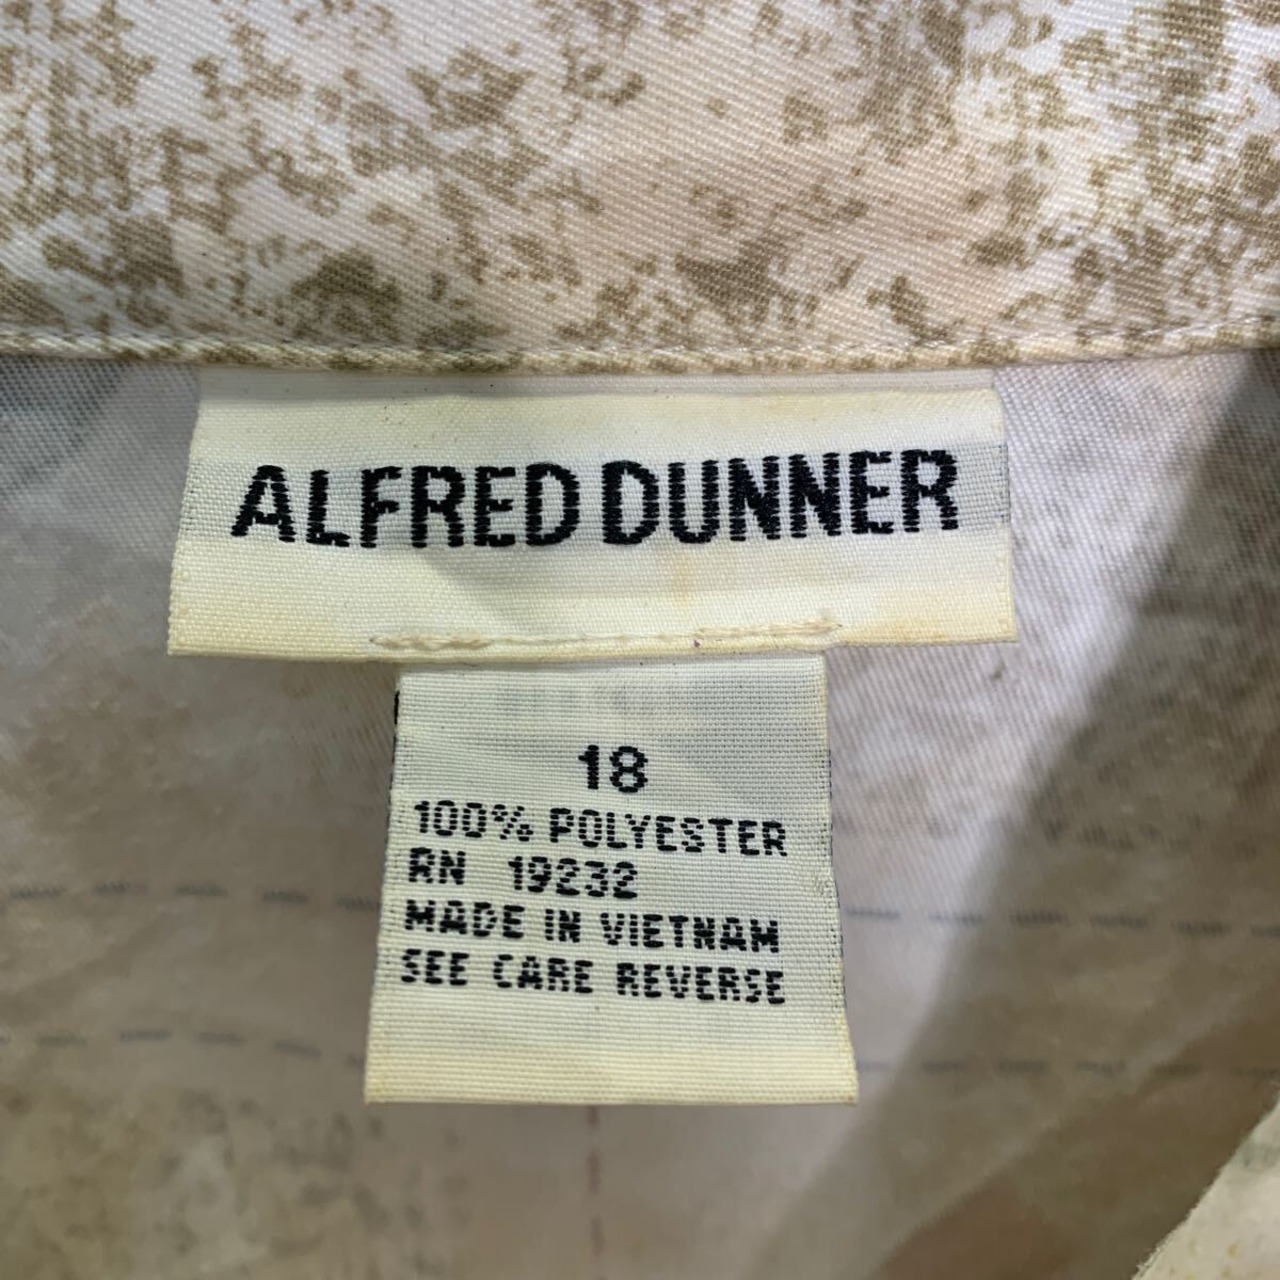 ALFRED DUNNER
18
100% POLYESTER
RN 19232
MADE IN VIETNAM
SEE CARE REVERSE